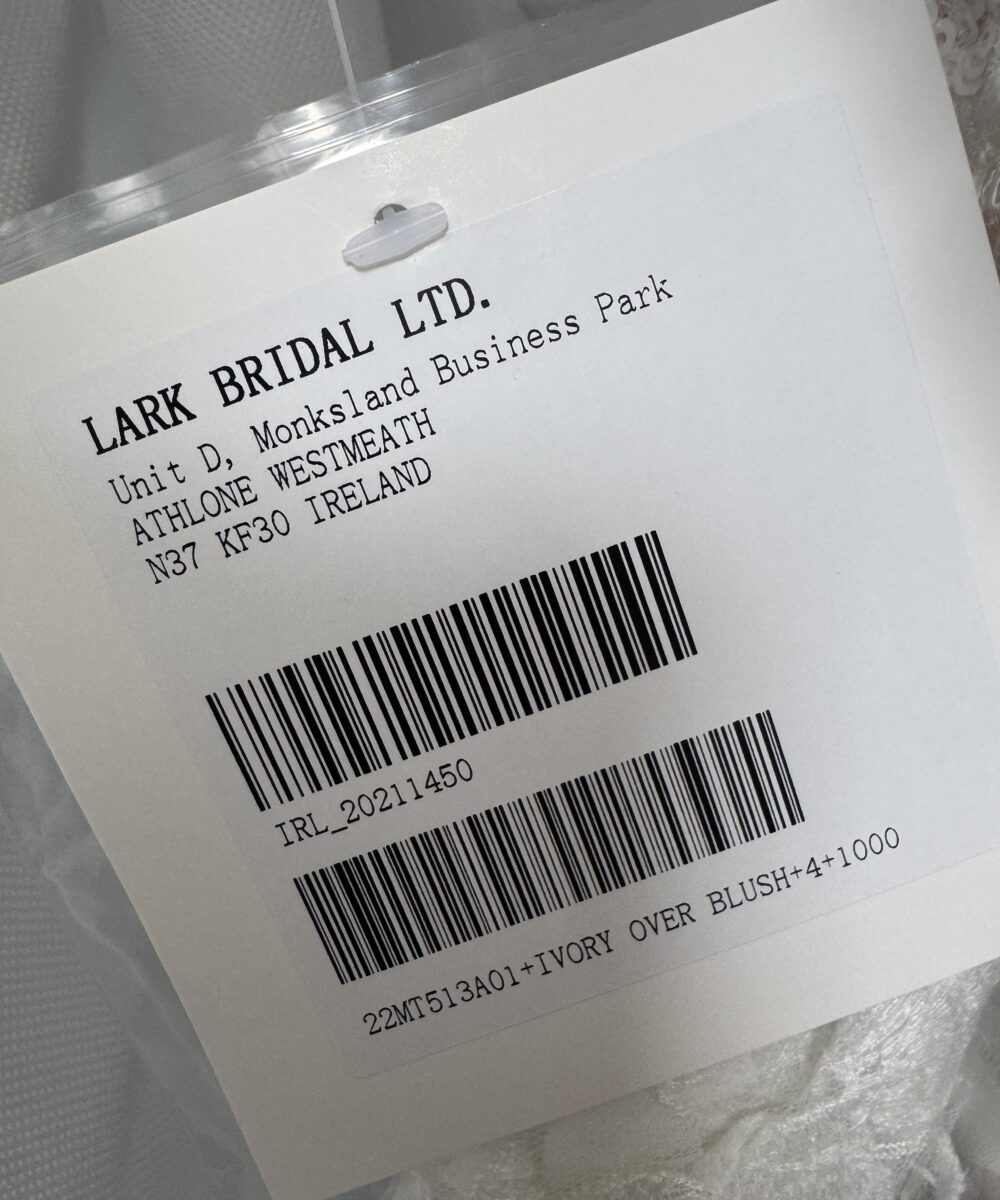 LARK BRIDAL LTD.
Unit D, Monksland Business Park
ATHLONE WESTMEATH
N37 KF30 IRELAND
IRL_20211450
22MT513A01+IVORY OVER BLUSH+4+1000